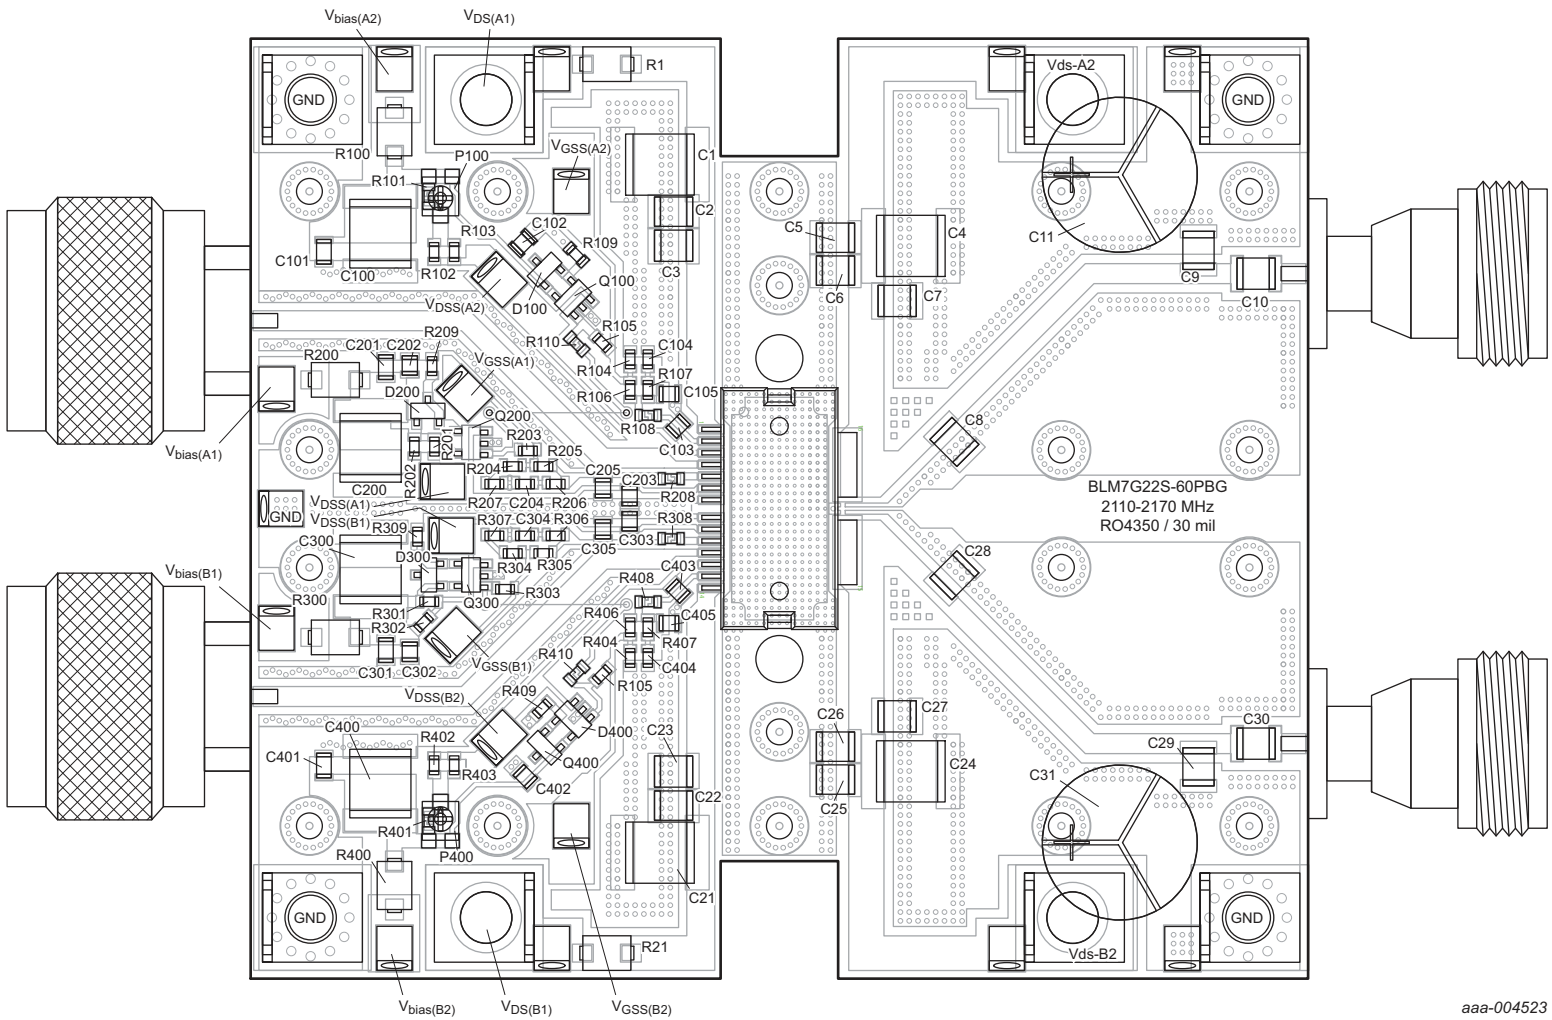 Vbias(A2)
VDS(A1)
R1
Vds-A2
GND
GND
R100
P100
VGSS(A2)
C1
R101
C2
R103
C102
R109
C5
C4
C11
C3
C101
C100
R102
Q100
C6
C7
C9
C10
VDSS(A2)
D100
R105
R110
C104
C201
C202
R209
R200
VGSS(A1)
R104
R107
D200
R106
C105
Q200
R108
C8
Vbias(A1)
R201
R203
C103
R202
R204
R205
C205
C203
C200
R207
C204
R206
R208
BLM7G22S-60PBG
VDSS(A1)
2110-2170 MHz
GND
VDSS(B1)
RO4350 / 30 mil
R309
R307
C304
R306
R308
C300
C305
C303
D300
R304
R305
C28
Vbias(B1)
R408
C403
R300
R301
Q300
R303
R406
C405
R302
R404
R407
C301
C302
VGSS(B1)
R410
C404
R105
VDSS(B2)
R409
C27
C400
R402
D400
C23
C26
C30
C401
R403
Q400
C29
C24
C402
C22
C25
C31
R401
R400
P400
C21
GND
GND
R21
Vds-B2
Vbias(B2)
VDS(B1)
VGSS(B2)
aaa-004523